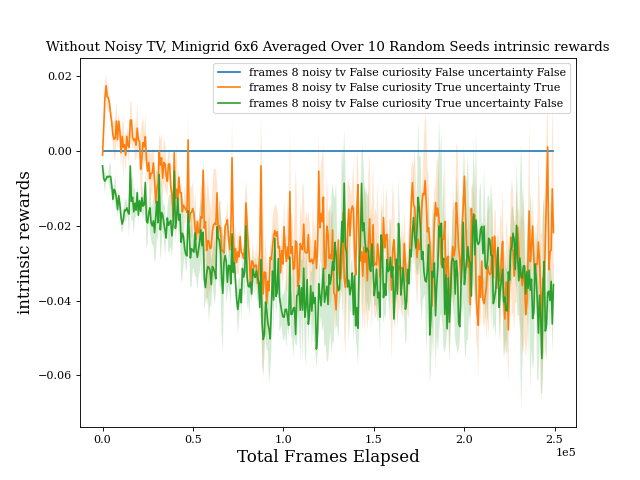 Without Noisy TV, Minigrid 6x6 Averaged Over 10 Random Seeds intrinsic rewards
frames 8 noisy tv False curiosity False uncertainty False
frames 8 noisy tv False curiosity True uncertainty True
frames 8 noisy tv False curiosity True uncertainty False
intrinsic rewards
0.02
0.00
−0.02
−0.04
−0.06
0.0 0.5 1.0 1.5 2.0 2.5
1e5
Total Frames Elapsed